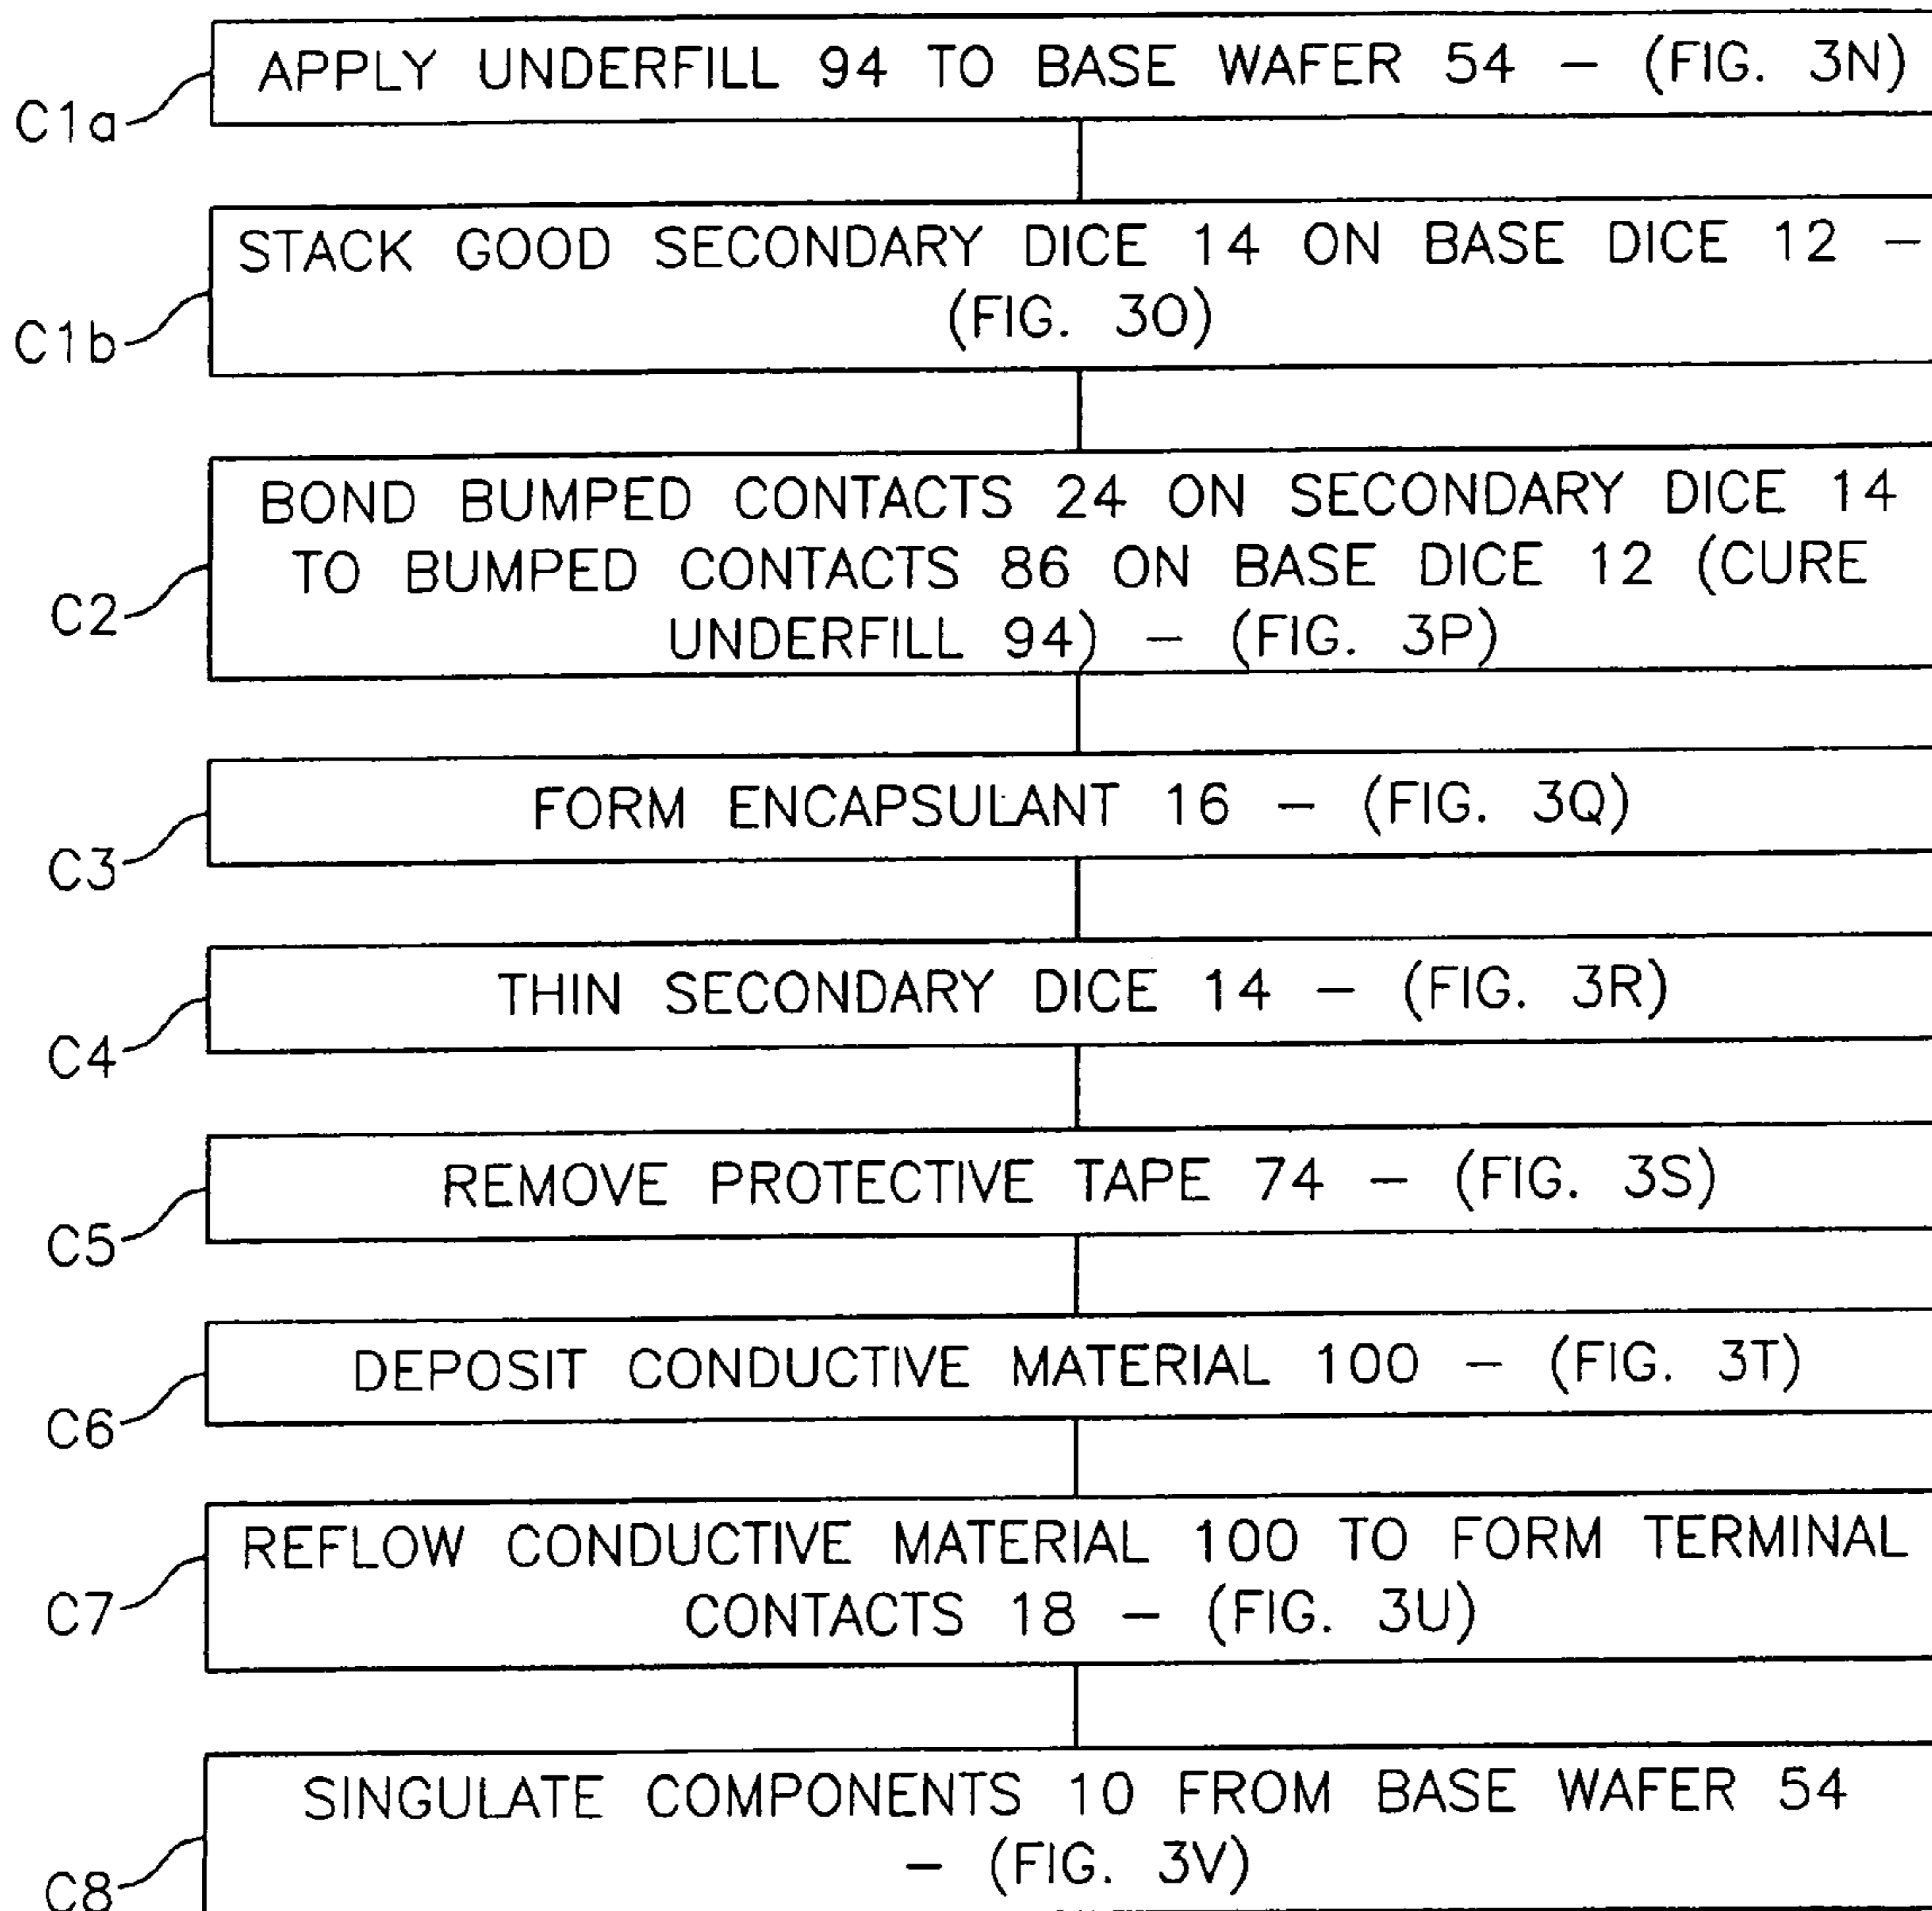 C1a
APPLY UNDERFILL 94 TO BASE WAFER 54 – (FIG. 3N)
C1b
STACK GOOD SECONDARY DICE 14 ON BASE DICE 12 –
(FIG. 3O)
C2
BOND BUMPED CONTACTS 24 ON SECONDARY DICE 14
TO BUMPED CONTACTS 86 ON BASE DICE 12 (CURE
UNDERFILL 94) – (FIG. 3P)
C3
FORM ENCAPSULANT 16 – (FIG. 3Q)
C4
THIN SECONDARY DICE 14 – (FIG. 3R)
C5
REMOVE PROTECTIVE TAPE 74 – (FIG. 3S)
C6
DEPOSIT CONDUCTIVE MATERIAL 100 – (FIG. 3T)
C7
REFLOW CONDUCTIVE MATERIAL 100 TO FORM TERMINAL
CONTACTS 18 – (FIG. 3U)
C8
SINGULATE COMPONENTS 10 FROM BASE WAFER 54
– (FIG. 3V)